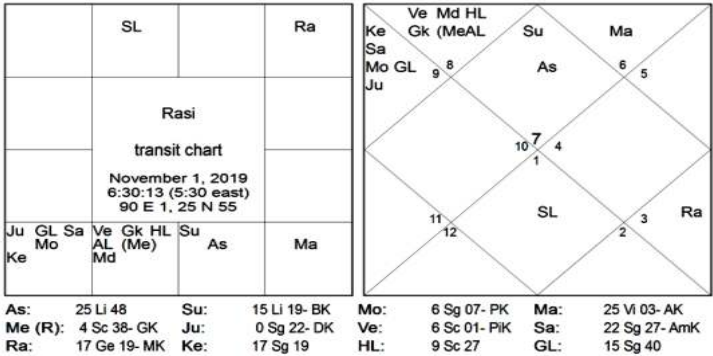 SL Ra
Rasi
transit chart
November 1, 2019
6:30:13 (5:30 east)
90 E 1, 25 N 55
Ju GL Sa Ve Gk HL Su
Mo AL (Me) As Ma
Ke Md
Ve Md HL
Ke Gk (MeAL Su Ma
Sa
Mo GL 9 8 As 6 5
Ju
7
10 4
1
11 SL 3 Ra
12 2
As: 25 Li 48 Su: 15 Li 19- BK Mo: 6 Sg 07- PK Ma: 25 Vi 03- AK
Me (R): 4 Sc 38- GK Ju: 0 Sg 22- DK Ve: 6 Sc 01- PiK Sa: 22 Sg 27- AmK
Ra: 17 Ge 19- MK Ke: 17 Sg 19 HL: 9 Sc 27 GL: 15 Sg 40